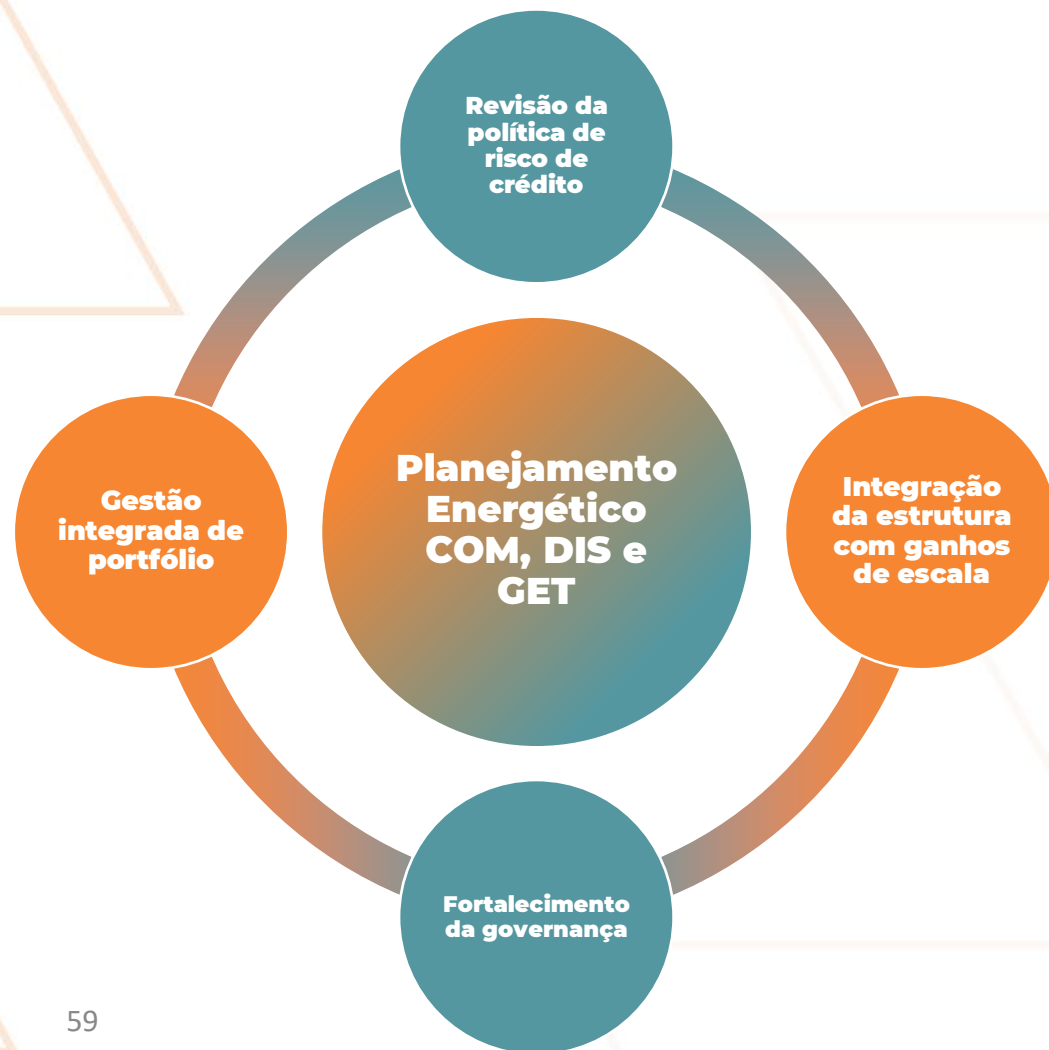 Revisão da
política de
risco de
crédito
Gestão
integrada de
portfólio
Planejamento
Energético
COM, DIS e
GET
Integração
da estrutura
com ganhos
de escala
Fortalecimento
da governança
59